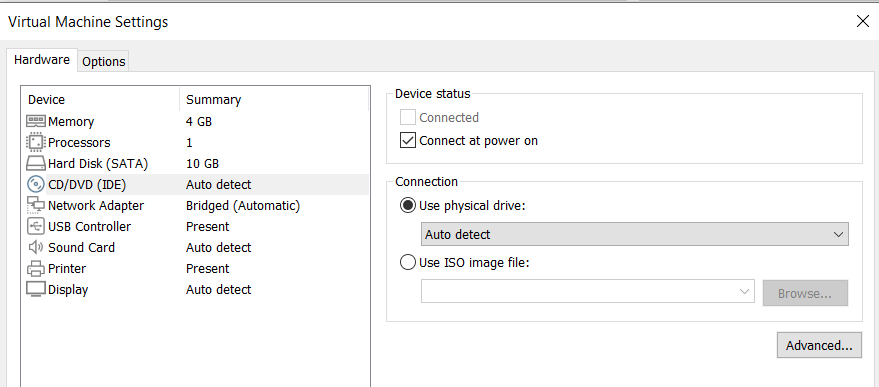 Virtual Machine Settings
Hardware Options
Device Summary
Memory 4 GB
Processors 1
Hard Disk (SATA) 10 GB
CD/DVD (IDE) Auto detect
Network Adapter Bridged (Automatic)
USB Controller Present
Sound Card Auto detect
Printer Present
Display Auto detect
Device status
Connected
Connect at power on
Connection
Use physical drive:
Auto detect
Use ISO image file:
Browse...
Advanced...